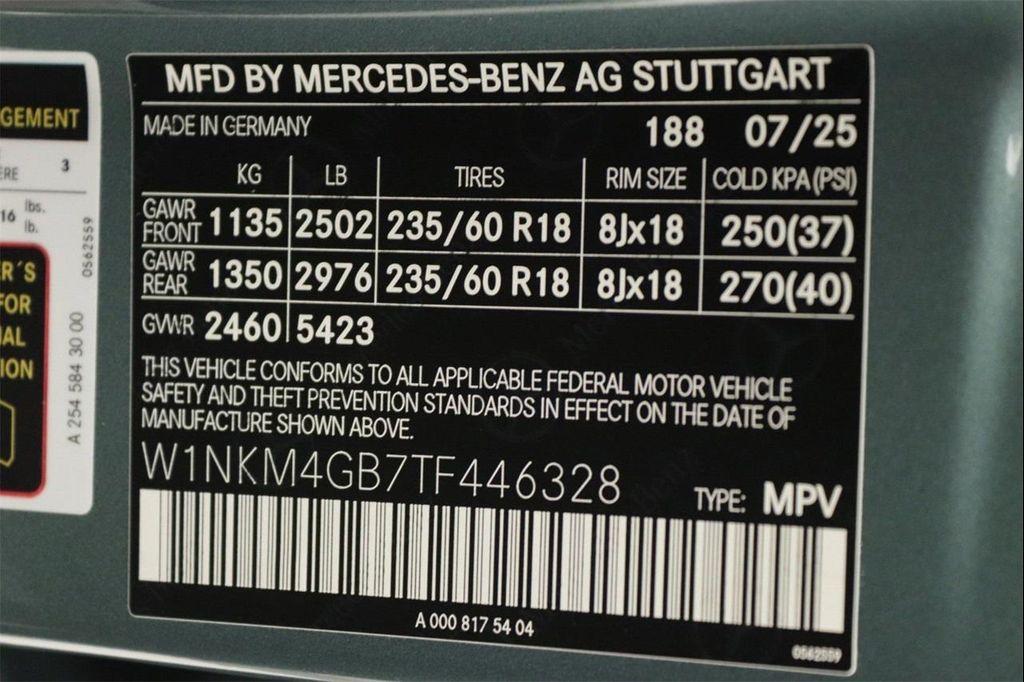 MFD BY MERCEDES-BENZ AG STUTTGART
MADE IN GERMANY 188 07/25
KG LB TIRES RIM SIZE COLD KPA (PSI)
GAWR FRONT 1135 2502 235/60 R18 8Jx18 250(37)
GAWR REAR 1350 2976 235/60 R18 8Jx18 270(40)
GVWR 2460 5423
THIS VEHICLE CONFORMS TO ALL APPLICABLE FEDERAL MOTOR VEHICLE
SAFETY AND THEFT PREVENTION STANDARDS IN EFFECT ON THE DATE OF
MANUFACTURE SHOWN ABOVE.
W1NKM4GB7TF446328 TYPE: MPV
A 000 817 54 04
0562559
GEMENT
ERE 3
16 lbs.
lb.
0562559
R´S
FOR
IAL
ION
A 254 584 30 00